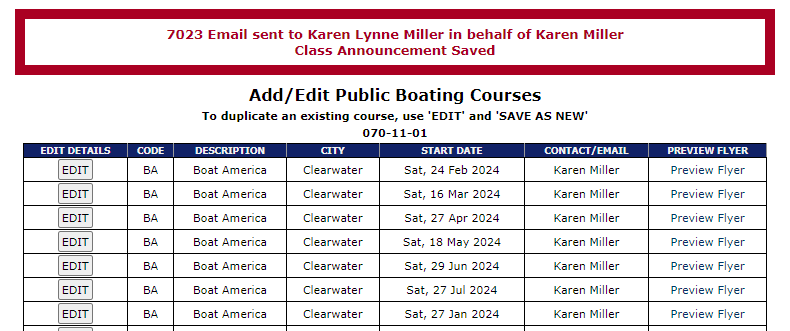 7023 Email sent to Karen Lynne Miller in behalf of Karen Miller
Class Announcement Saved
Add/Edit Public Boating Courses
To duplicate an existing course, use 'EDIT' and 'SAVE AS NEW'
070-11-01
EDIT DETAILS CODE DESCRIPTION CITY START DATE CONTACT/EMAIL PREVIEW FLYER
EDIT BA Boat America Clearwater Sat, 24 Feb 2024 Karen Miller Preview Flyer
EDIT BA Boat America Clearwater Sat, 16 Mar 2024 Karen Miller Preview Flyer
EDIT BA Boat America Clearwater Sat, 27 Apr 2024 Karen Miller Preview Flyer
EDIT BA Boat America Clearwater Sat, 18 May 2024 Karen Miller Preview Flyer
EDIT BA Boat America Clearwater Sat, 29 Jun 2024 Karen Miller Preview Flyer
EDIT BA Boat America Clearwater Sat, 27 Jul 2024 Karen Miller Preview Flyer
EDIT BA Boat America Clearwater Sat, 27 Jan 2024 Karen Miller Preview Flyer